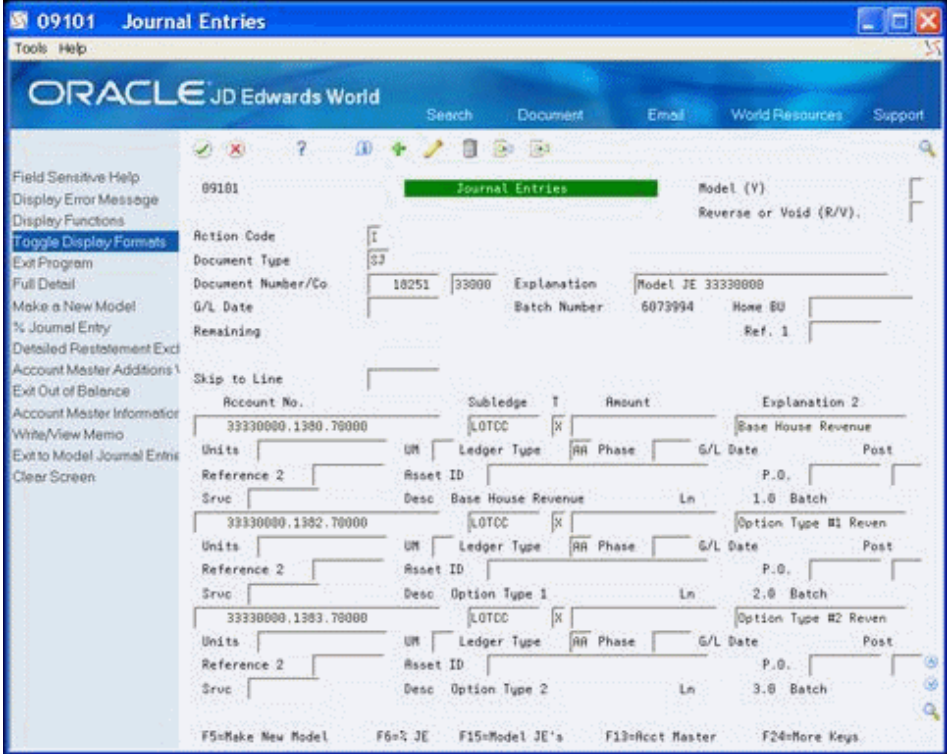 09101 Journal Entries
Tools Help
ORACLE JD Edwards World
Search Document Email World Resources Support
Field Sensitive Help
Display Error Message
Display Functions
Toggle Display Formats
Exit Program
Full Detail
Make a New Model
% Journal Entry
Detailed Restatement Excl
Account Master Additions V
Exit Out of Balance
Account Master Information
Write/View Memo
Exit to Model Journal Entrie
Clear Screen
09101 Journal Entries Model (V)
Reverse or Void (R/V).
Action Code I
Document Type SJ
Document Number/Co 18251 33000 Explanation Model JE 33330000
G/L Date Batch Number 6073994 Home BU
Remaining Ref. 1
Skip to Line
Account No. Subledge T Amount Explanation 2
33330000.1380.70000 LOTCC X Base House Revenue
Units UM Ledger Type AA Phase G/L Date Post
Reference 2 Asset ID P.O.
Srvc Desc Base House Revenue Ln 1.0 Batch
33330000.1382.70000 LOTCC X Option Type #1 Reven
Units UM Ledger Type AA Phase G/L Date Post
Reference 2 Asset ID P.O.
Srvc Desc Option Type 1 Ln 2.0 Batch
33330000.1383.70000 LOTCC X Option Type #2 Reven
Units UM Ledger Type AA Phase G/L Date Post
Reference 2 Asset ID P.O.
Srvc Desc Option Type 2 Ln 3.0 Batch
F5=Make New Model F6=% JE F15=Model JE's F13=Acct Master F24=More Keys